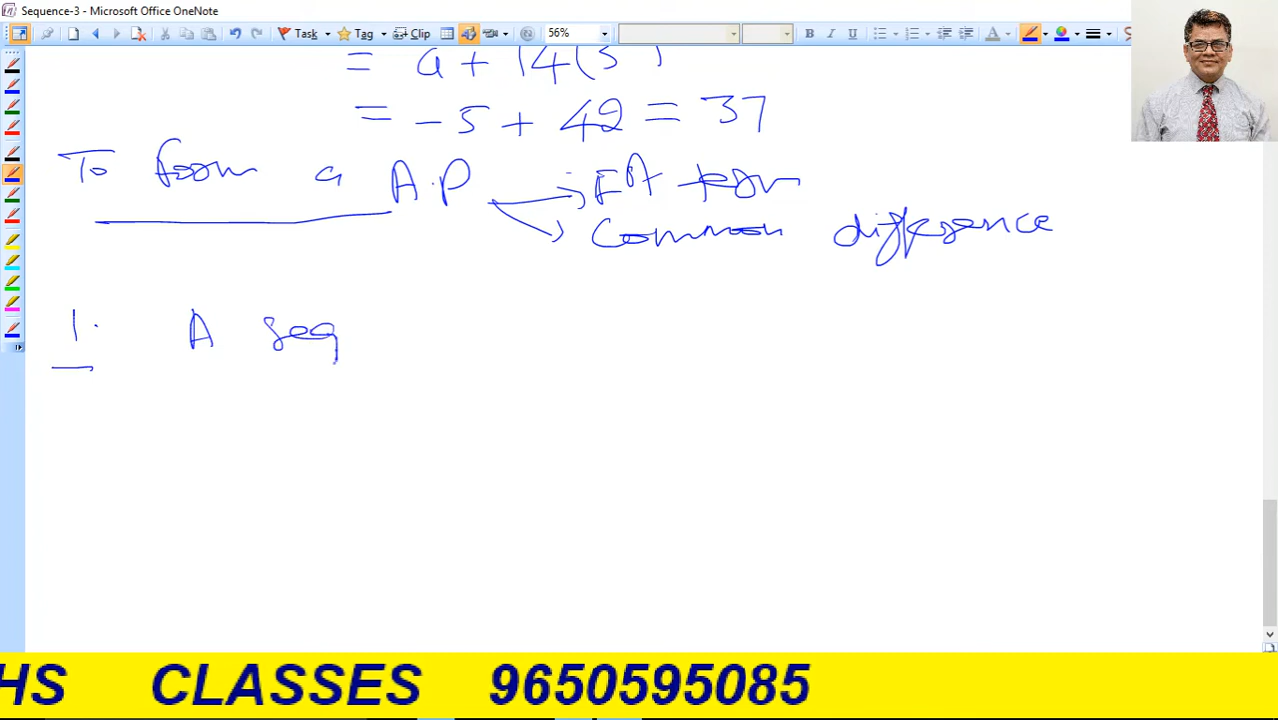 Sequence-3 - Microsoft Office OneNote
Task Tag Clip 56% B I U
= a + 14(3)
= -5 + 42 = 37
To form a A.P → Ist term
→ Common difference
1. A seq
HS CLASSES 9650595085